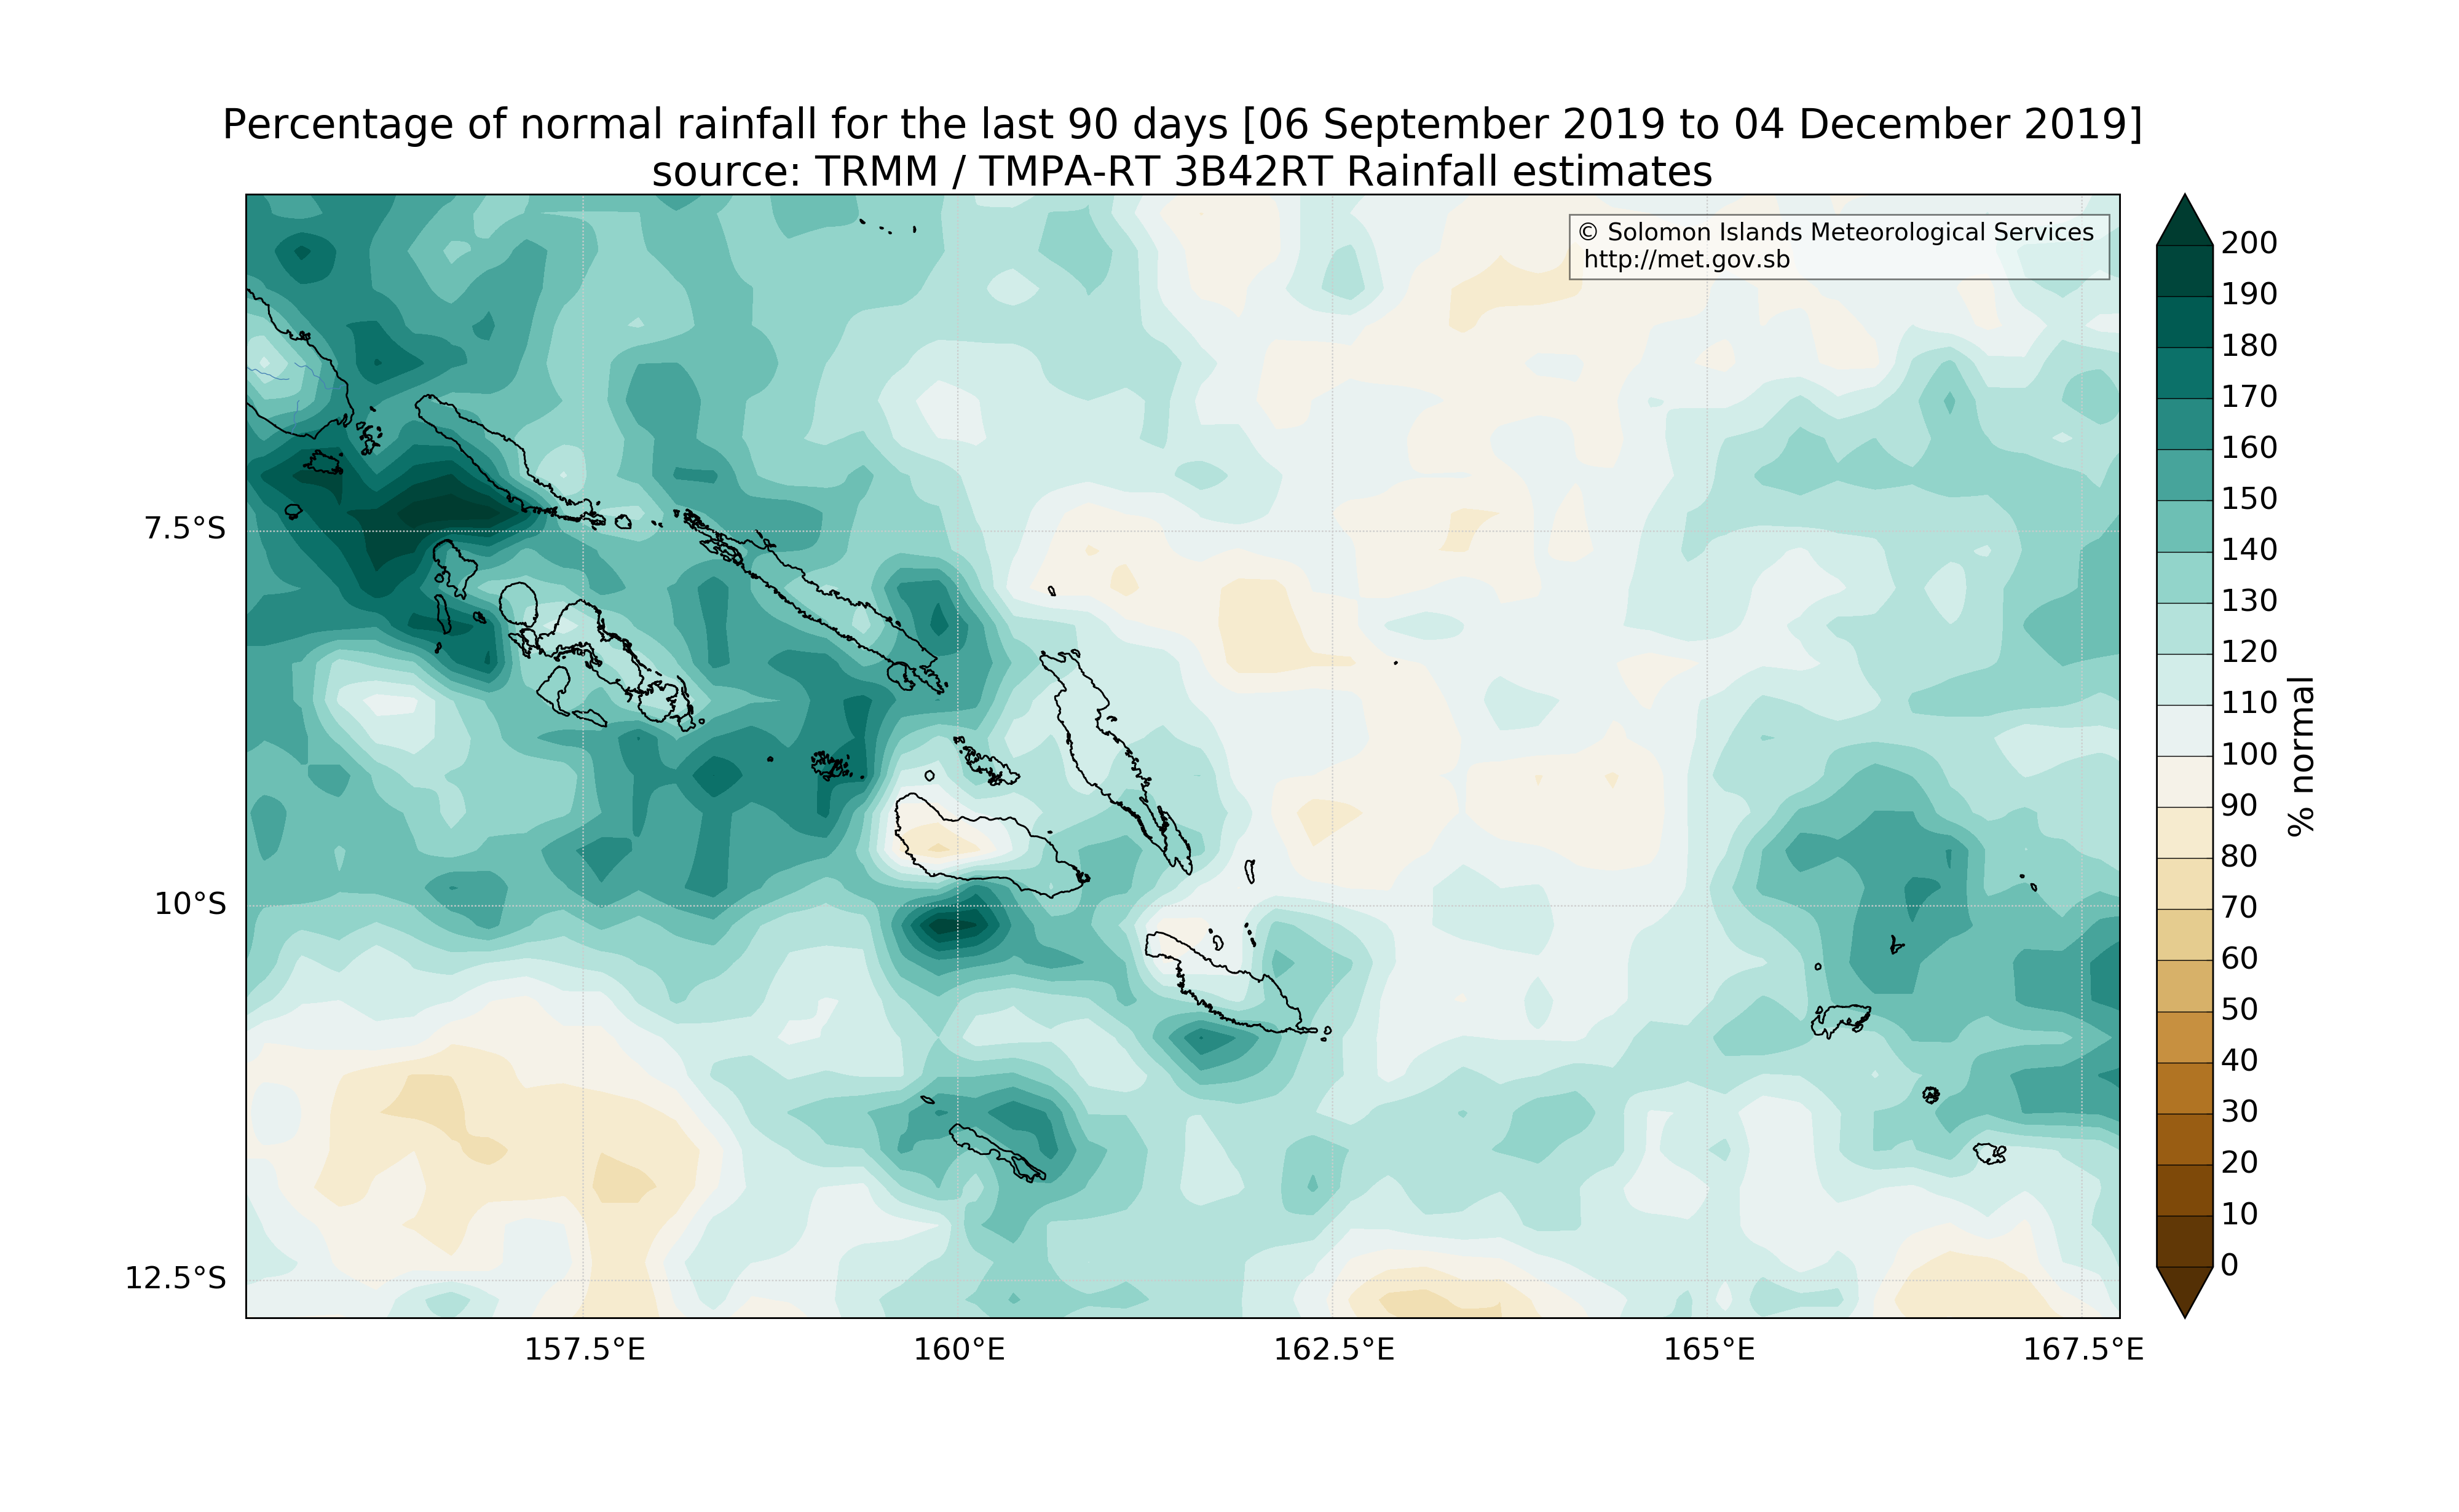 Percentage of normal rainfall for the last 90 days [06 September 2019 to 04 December 2019]
source: TRMM / TMPA-RT 3B42RT Rainfall estimates
© Solomon Islands Meteorological Services
http://met.gov.sb
7.5°S
10°S
12.5°S
157.5°E
160°E
162.5°E
165°E
167.5°E
200
190
180
170
160
150
140
130
120
110
100
90
80
70
60
50
40
30
20
10
0
% normal